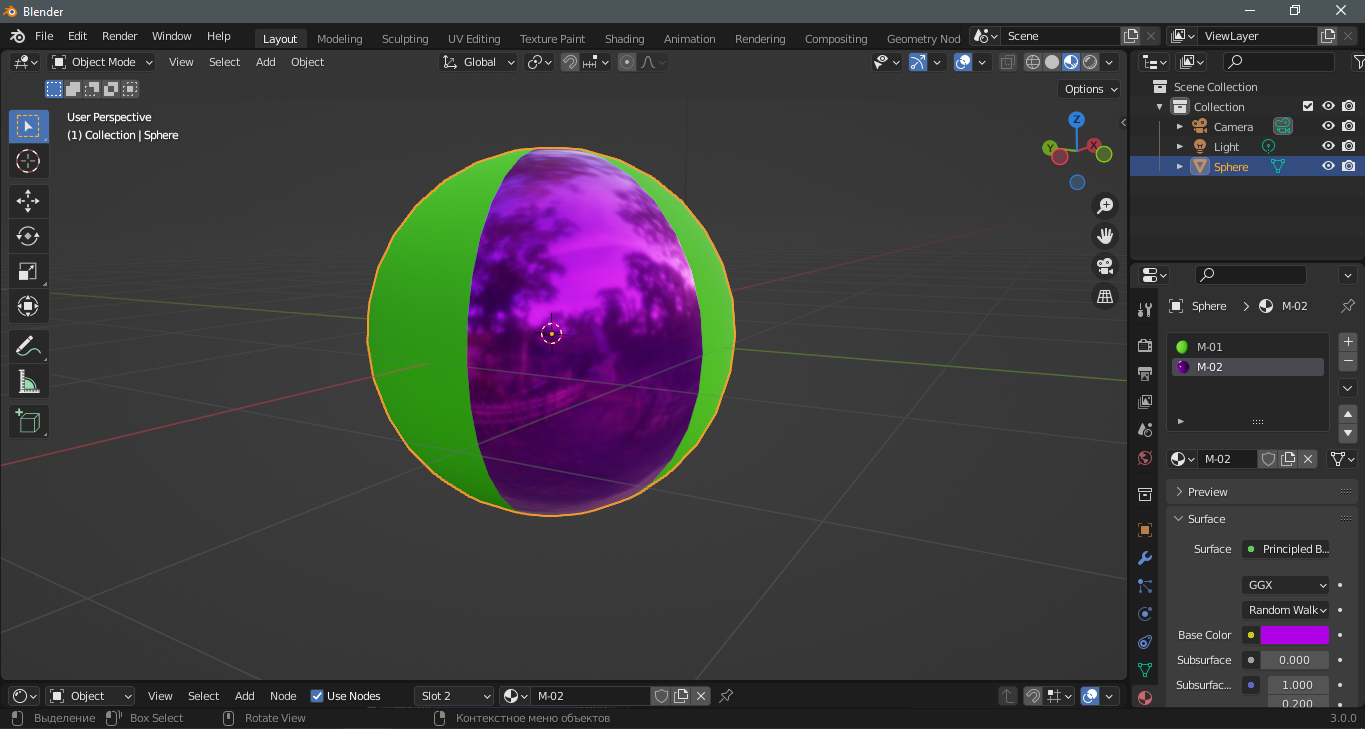 Blender
File Edit Render Window Help Layout Modeling Sculpting UV Editing Texture Paint Shading Animation Rendering Compositing Geometry Nod Scene ViewLayer
Object Mode View Select Add Object Global
Options
User Perspective
(1) Collection | Sphere
Z
Y
X
Scene Collection
Collection
Camera
Light
Sphere
Sphere > M-02
M-01
M-02
M-02
Preview
Surface
Surface Principled B...
GGX
Random Walk
Base Color
Subsurface 0.000
Subsurfac... 1.000
0.200
Object View Select Add Node Use Nodes Slot 2 M-02
Выделение Box Select Rotate View Контекстное меню объектов 3.0.0